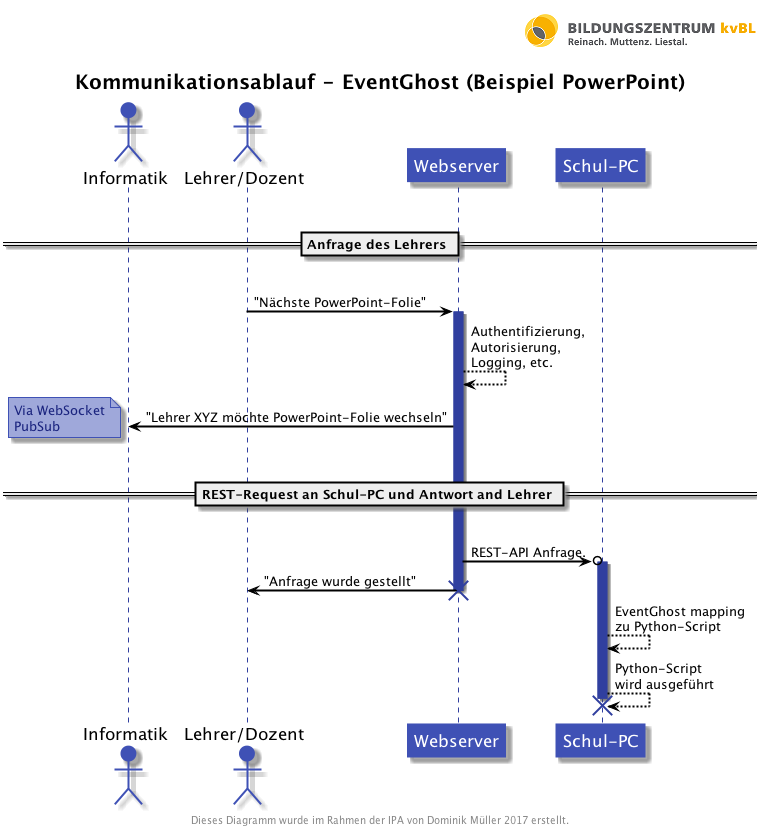 BILDUNGSZENTRUM kvBL
Reinach. Muttenz. Liestal.
Kommunikationsablauf - EventGhost (Beispiel PowerPoint)
Informatik
Lehrer/Dozent
Webserver
Schul-PC
Anfrage des Lehrers
"Nächste PowerPoint-Folie"
Authentifizierung,
Autorisierung,
Logging, etc.
Via WebSocket
PubSub
"Lehrer XYZ möchte PowerPoint-Folie wechseln"
REST-Request an Schul-PC und Antwort and Lehrer
REST-API Anfrage.
"Anfrage wurde gestellt"
EventGhost mapping
zu Python-Script
Python-Script
wird ausgeführt
Informatik
Lehrer/Dozent
Webserver
Schul-PC
Dieses Diagramm wurde im Rahmen der IPA von Dominik Müller 2017 erstellt.